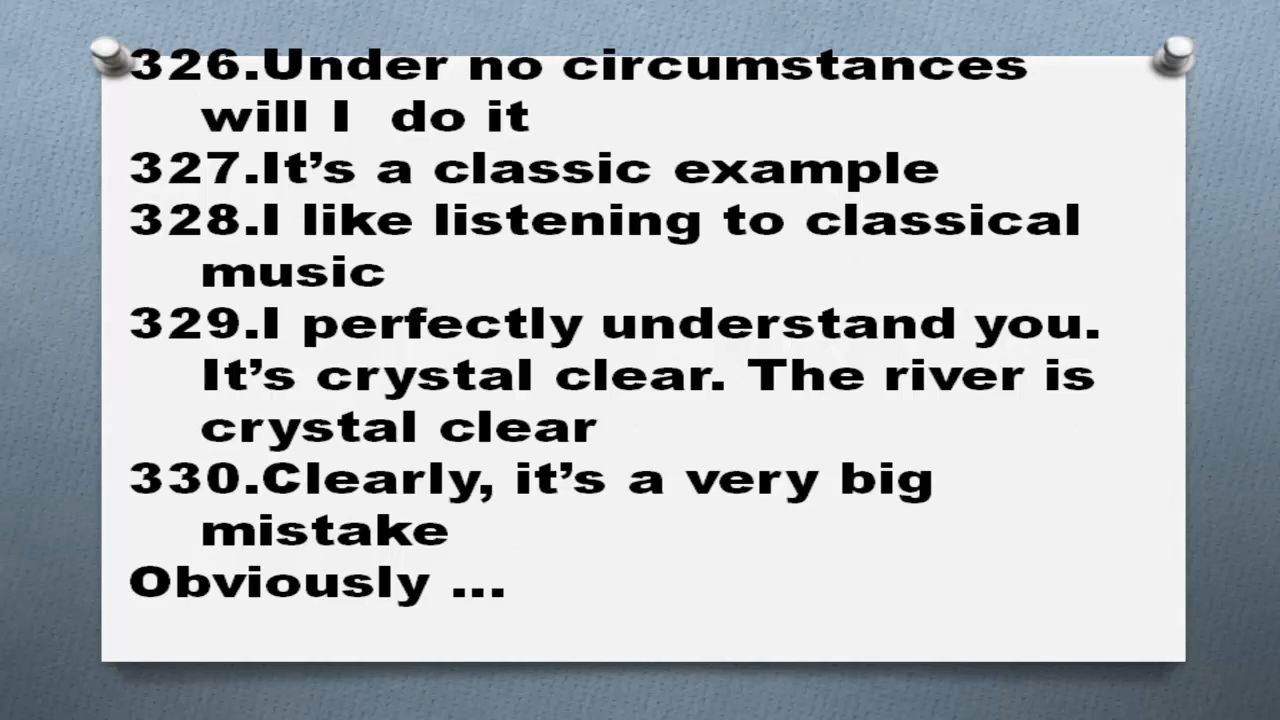 326.Under no circumstances
will I  do it
327.It’s a classic example
328.I like listening to classical
music
329.I perfectly understand you.
It’s crystal clear. The river is
crystal clear
330.Clearly, it’s a very big
mistake
Obviously ...